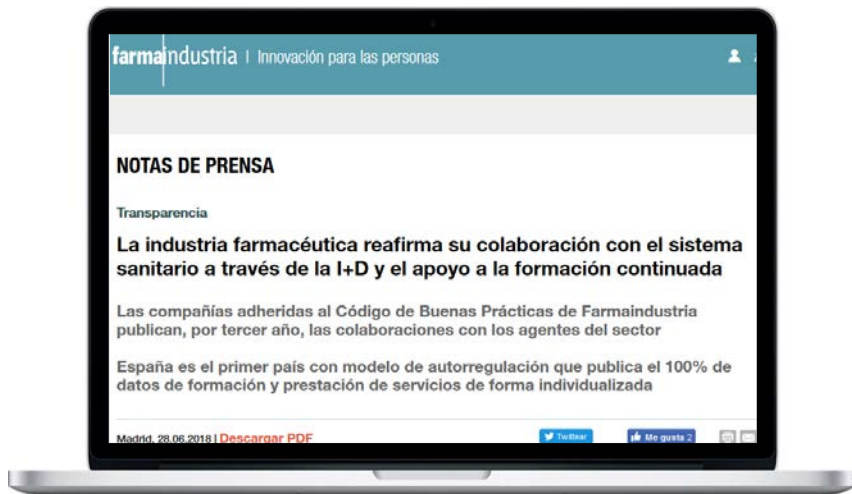 farmaindustria | Innovación para las personas
NOTAS DE PRENSA
Transparencia
La industria farmacéutica reafirma su colaboración con el sistema
sanitario a través de la I+D y el apoyo a la formación continuada
Las compañías adheridas al Código de Buenas Prácticas de Farmaindustria
publican, por tercer año, las colaboraciones con los agentes del sector
España es el primer país con modelo de autorregulación que publica el 100% de
datos de formación y prestación de servicios de forma individualizada
Madrid, 28.06.2018 | Descargar PDF Twittear Me gusta 2